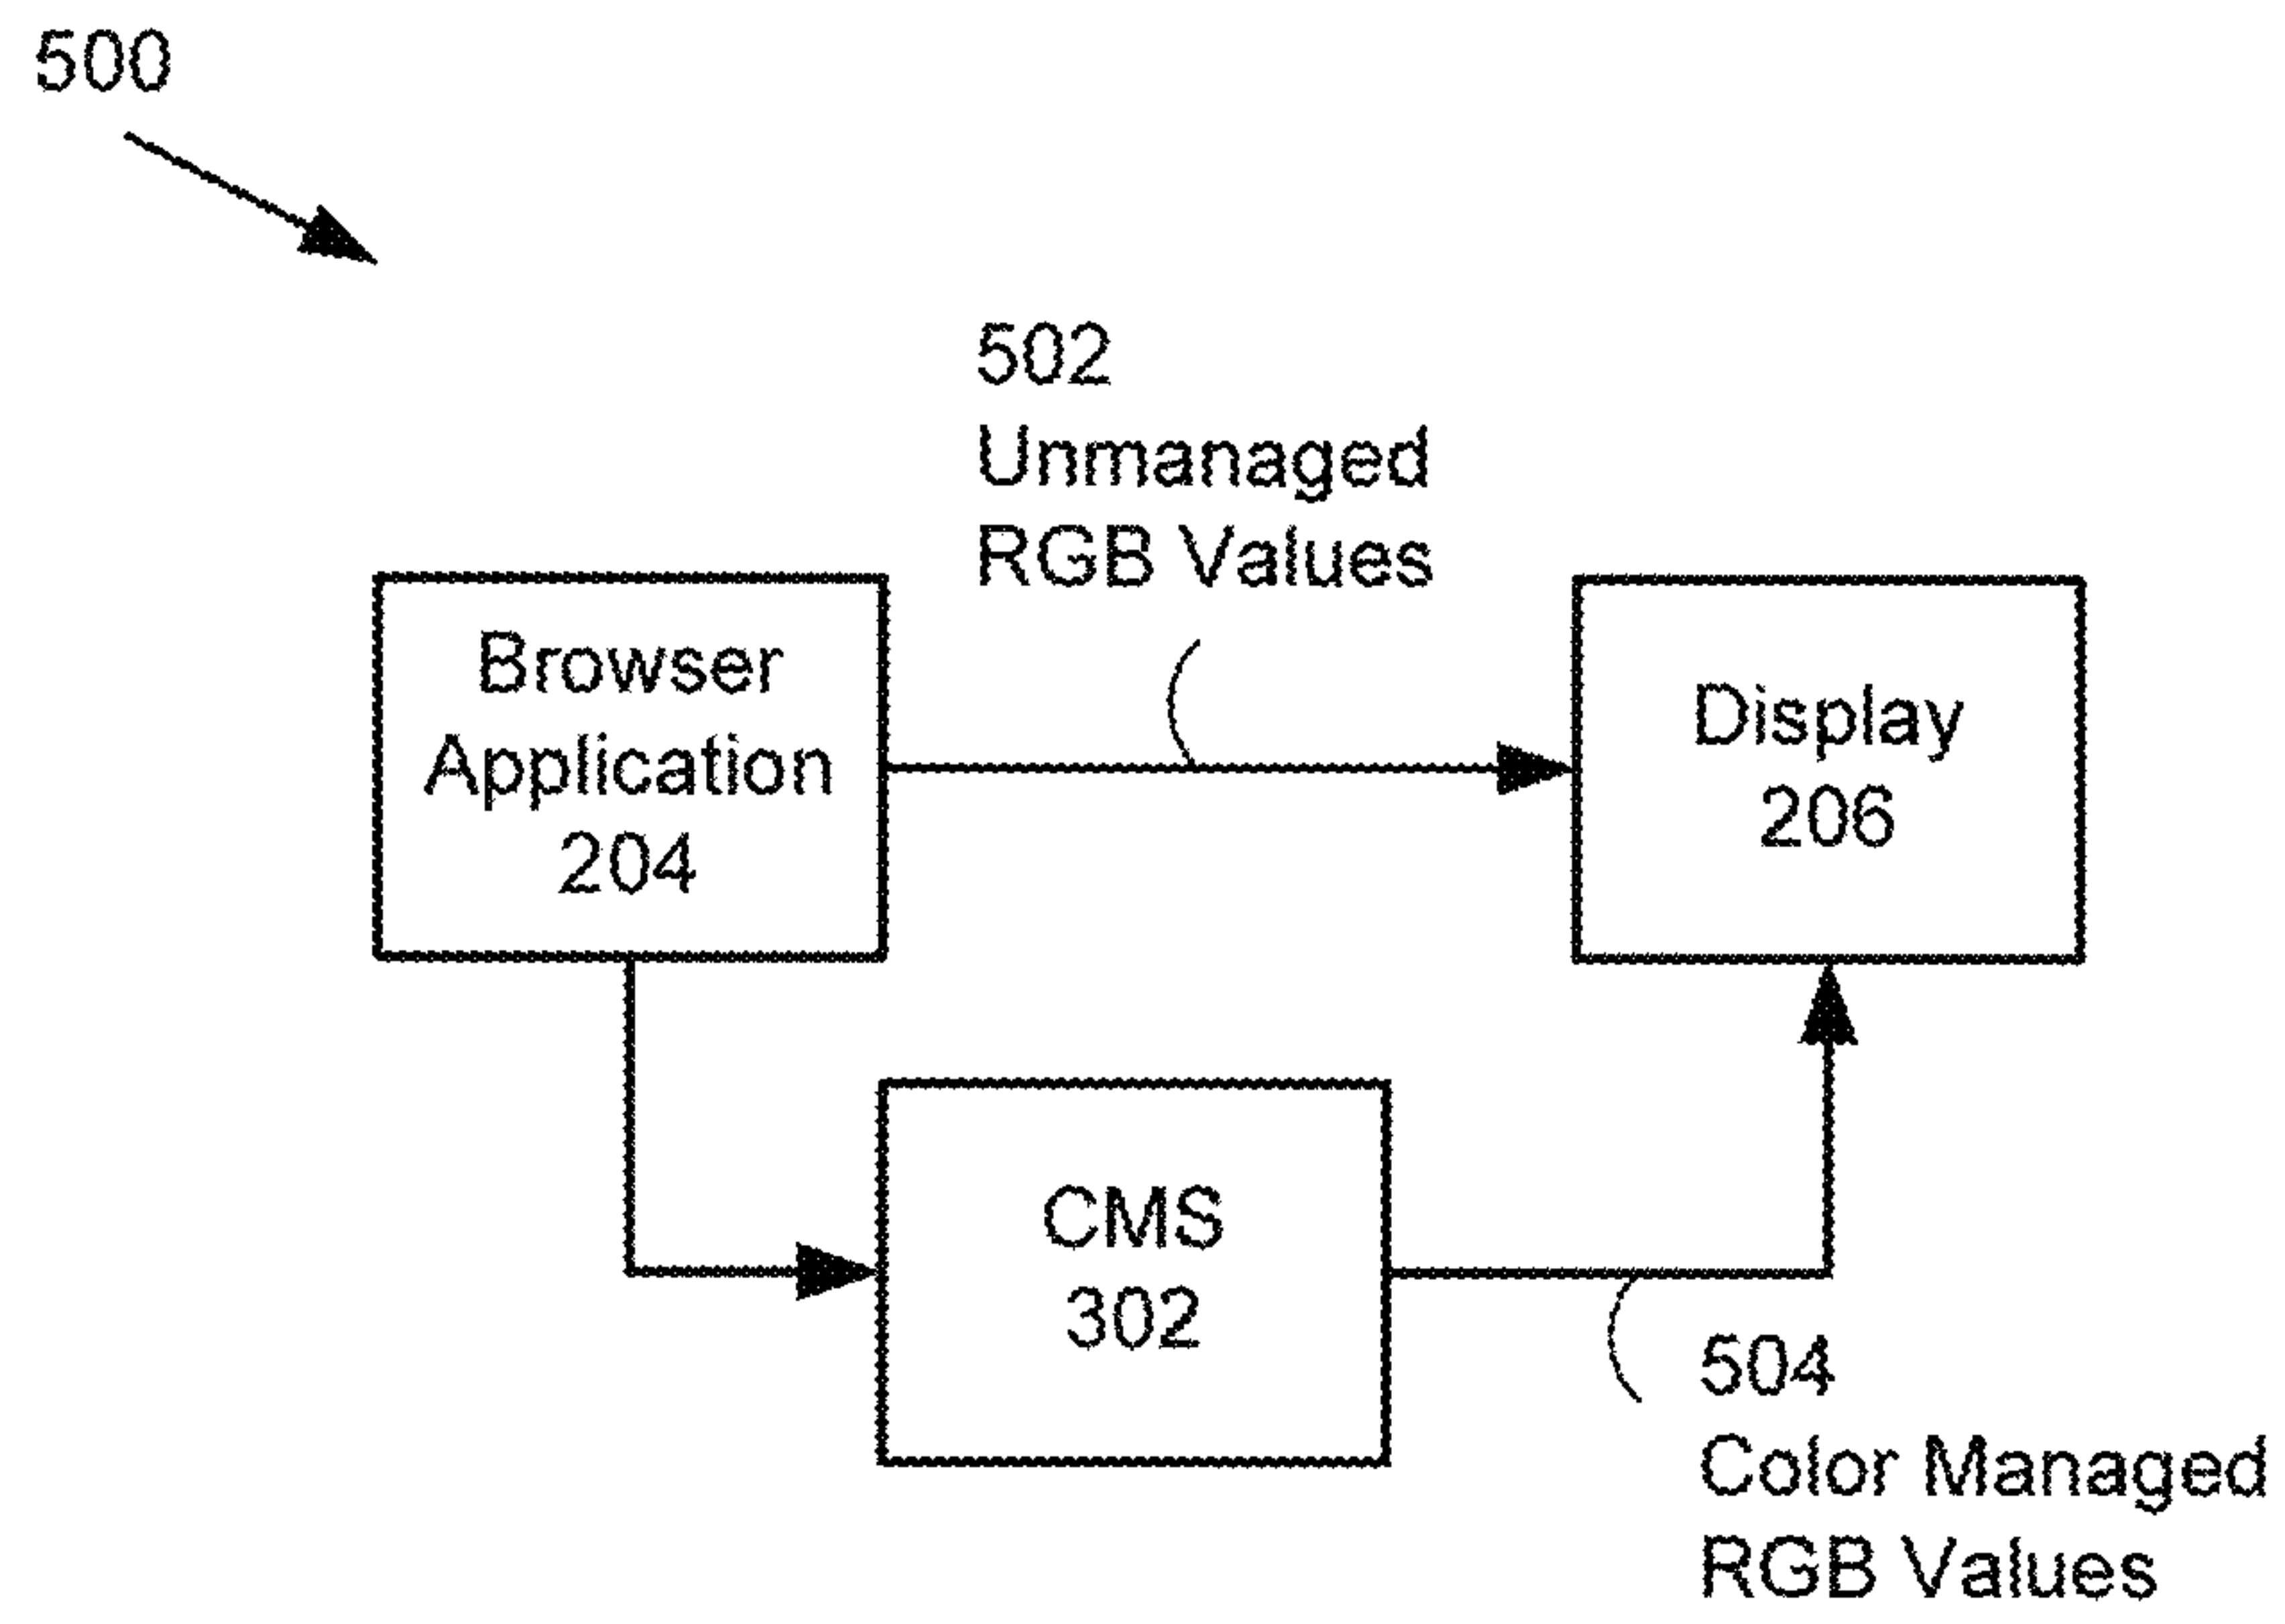 500
502
Unmanaged
RGB Values
Browser
Application
204
Display
206
CMS
302
504
Color Managed
RGB Values